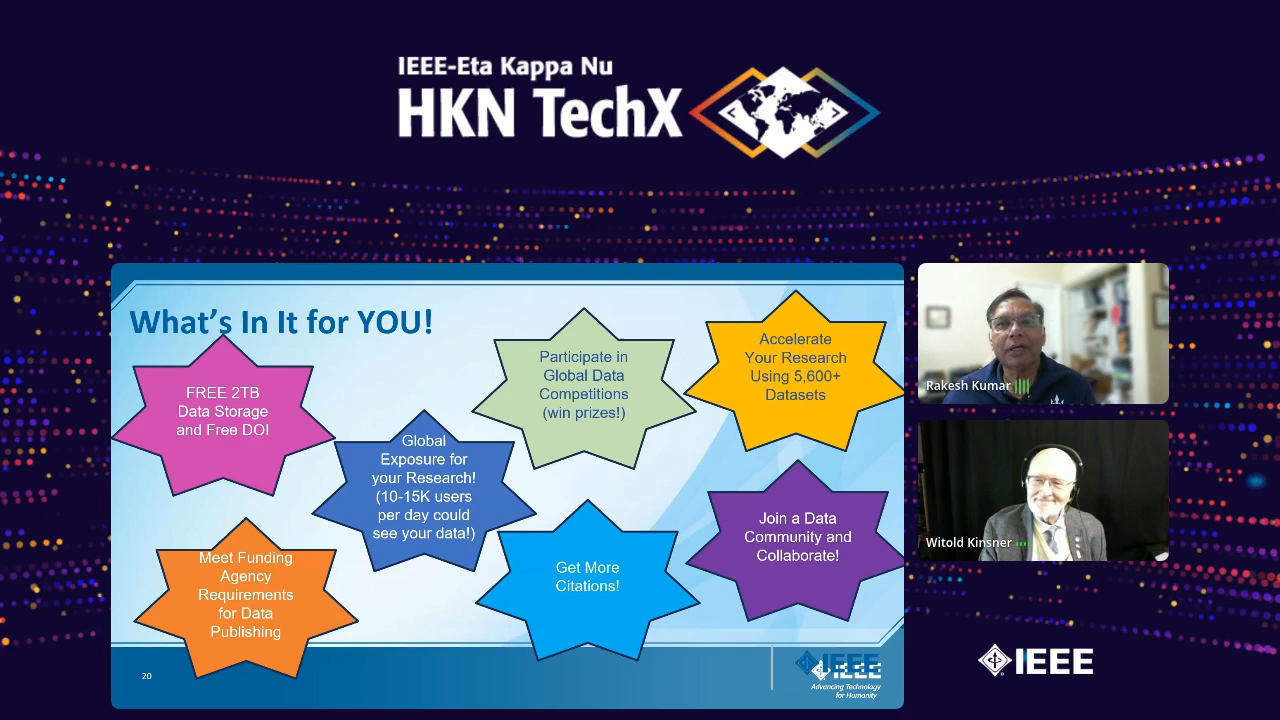 IEEE-Eta Kappa Nu
HKN TechX
What's In It for YOU!
FREE 2TB
Data Storage
and Free DOI
Global
Exposure for
your Research!
(10-15K users
per day could
see your data!)
Participate in
Global Data
Competitions
(win prizes!)
Accelerate
Your Research
Using 5,600+
Datasets
Meet Funding
Agency
Requirements
for Data
Publishing
Get More
Citations!
Join a Data
Community and
Collaborate!
20
IEEE
Advancing Technology
for Humanity
Rakesh Kumar
Witold Kinsner
IEEE